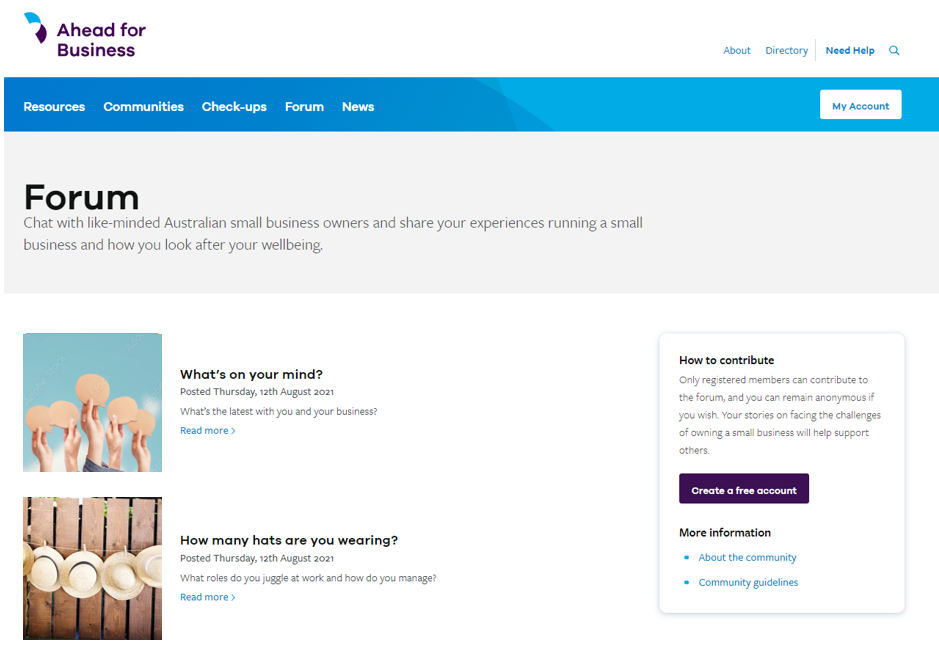 Ahead for
Business
About
Directory
Need Help
Resources
Communities
Check-ups
Forum
News
My Account
Forum
Chat with like-minded Australian small business owners and share your experiences running a small
business and how you look after your wellbeing.
What's on your mind?
Posted Thursday, 12th August 2021
What's the latest with you and your business?
Read more >
How many hats are you wearing?
Posted Thursday, 12th August 2021
What roles do you juggle at work and how do you manage?
Read more >
How to contribute
Only registered members can contribute to
the forum, and you can remain anonymous if
you wish. Your stories on facing the challenges
of owning a small business will help support
others.
Create a free account
More information
About the community
Community guidelines